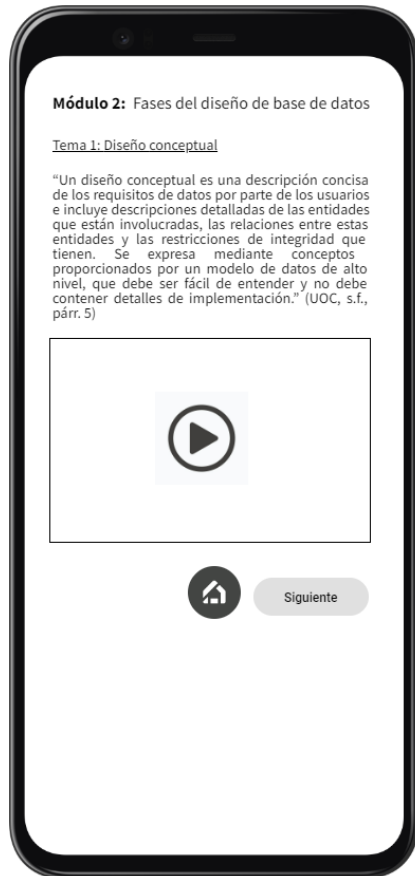 Módulo 2: Fases del diseño de base de datos
Tema 1: Diseño conceptual
“Un diseño conceptual es una descripción concisa
de los requisitos de datos por parte de los usuarios
e incluye descripciones detalladas de las entidades
que están involucradas, las relaciones entre estas
entidades y las restricciones de integridad que
tienen. Se expresa mediante conceptos
proporcionados por un modelo de datos de alto
nivel, que debe ser fácil de entender y no debe
contener detalles de implementación.” (UOC, s.f.,
párr. 5)
Siguiente